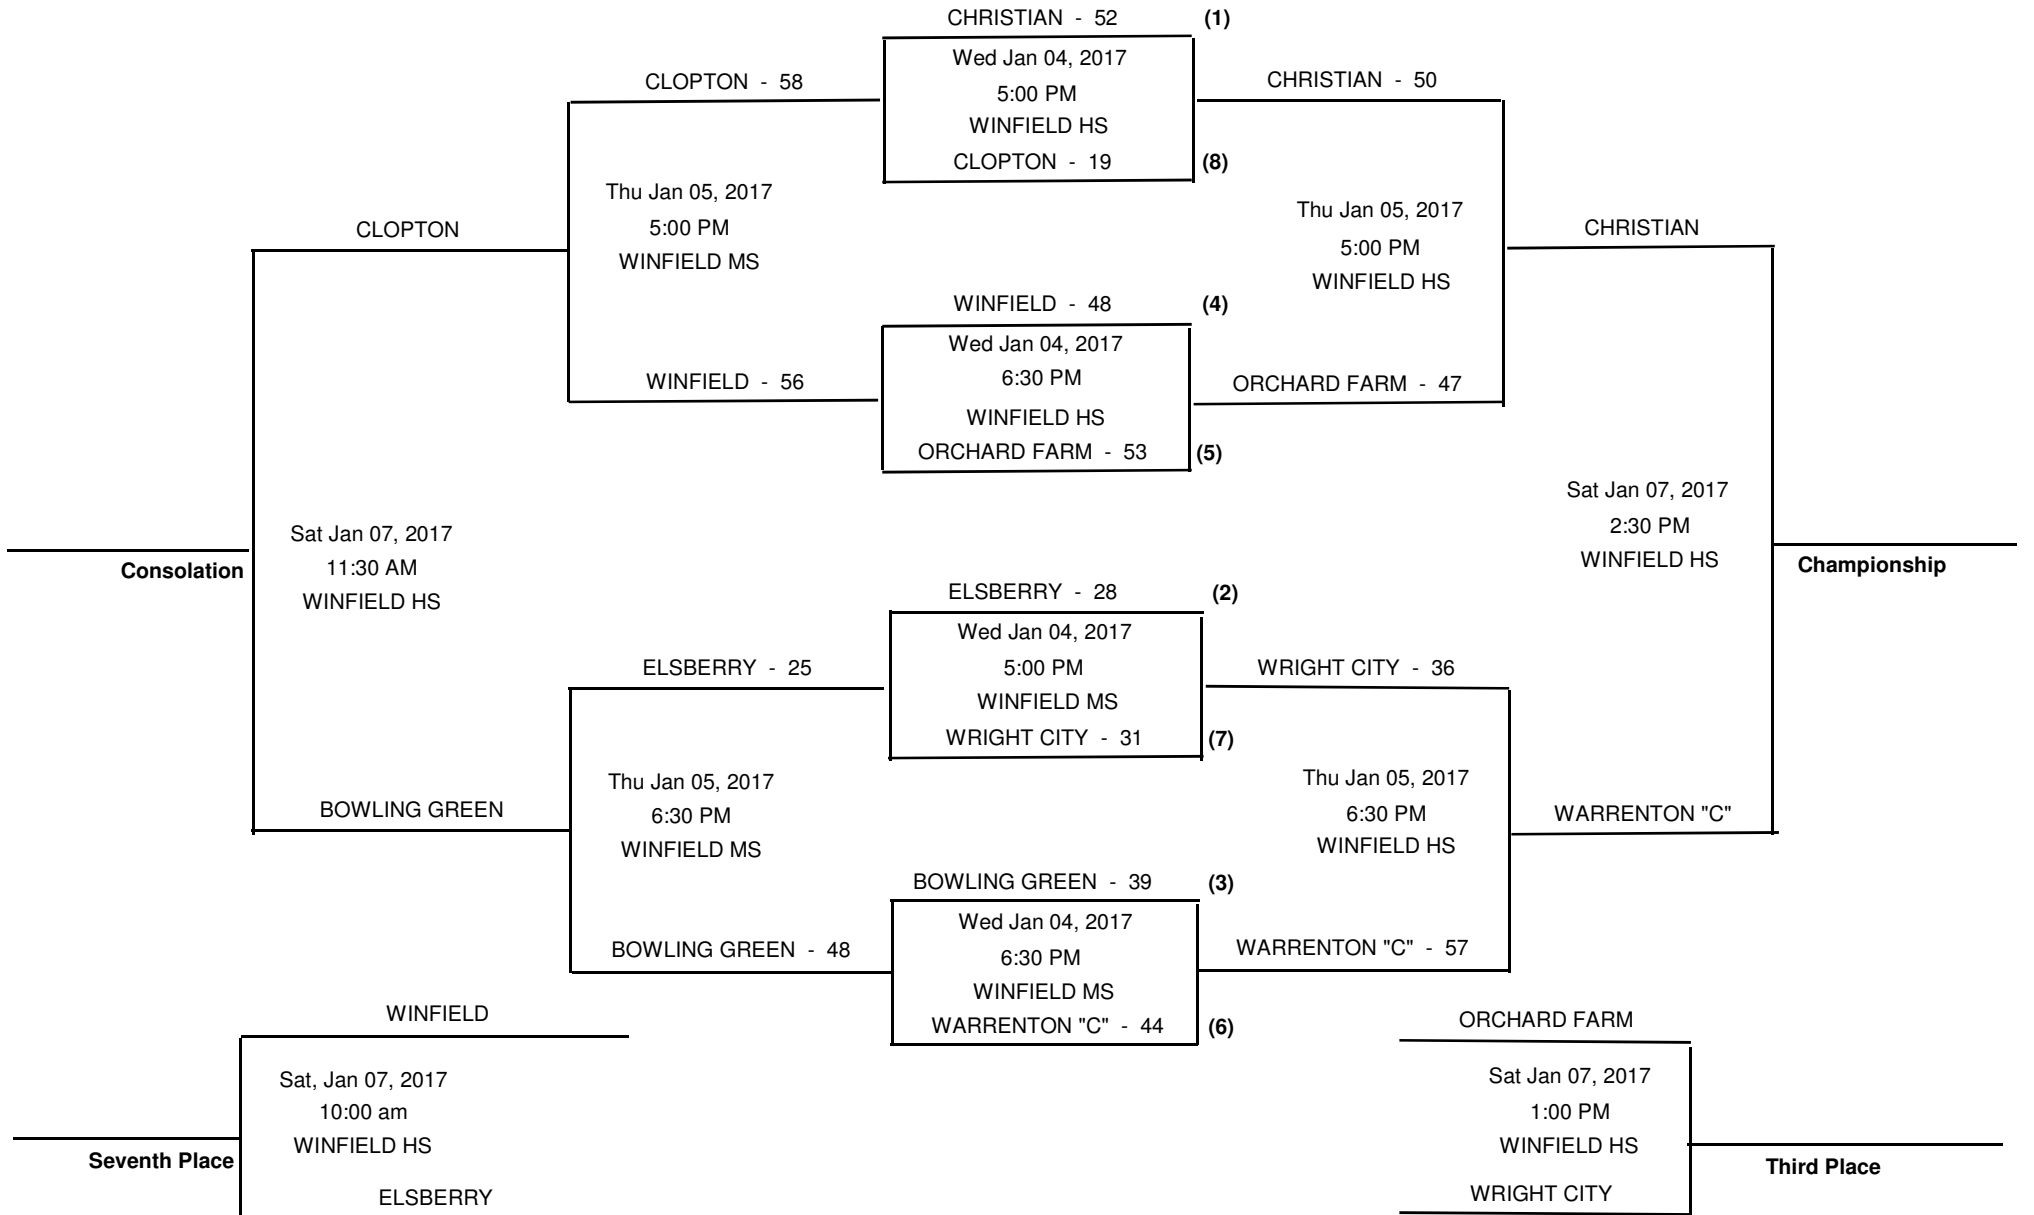 CHRISTIAN - 52 (1)
Wed Jan 04, 2017
5:00 PM
WINFIELD HS
CLOPTON - 19 (8)
CLOPTON - 58
Thu Jan 05, 2017
5:00 PM
WINFIELD MS
WINFIELD - 56
CHRISTIAN - 50
Thu Jan 05, 2017
5:00 PM
WINFIELD HS
ORCHARD FARM - 47
WINFIELD - 48 (4)
Wed Jan 04, 2017
6:30 PM
WINFIELD HS
ORCHARD FARM - 53 (5)
CLOPTON
Sat Jan 07, 2017
11:30 AM
WINFIELD HS
BOWLING GREEN
Consolation
CHRISTIAN
Sat Jan 07, 2017
2:30 PM
WINFIELD HS
WARRENTON "C"
Championship
ELSBERRY - 28 (2)
Wed Jan 04, 2017
5:00 PM
WINFIELD MS
WRIGHT CITY - 31 (7)
ELSBERRY - 25
Thu Jan 05, 2017
6:30 PM
WINFIELD MS
BOWLING GREEN - 48
WRIGHT CITY - 36
Thu Jan 05, 2017
6:30 PM
WINFIELD HS
WARRENTON "C" - 57
BOWLING GREEN - 39 (3)
Wed Jan 04, 2017
6:30 PM
WINFIELD MS
WARRENTON "C" - 44 (6)
WINFIELD
Sat, Jan 07, 2017
10:00 am
WINFIELD HS
ELSBERRY
Seventh Place
ORCHARD FARM
Sat Jan 07, 2017
1:00 PM
WINFIELD HS
WRIGHT CITY
Third Place